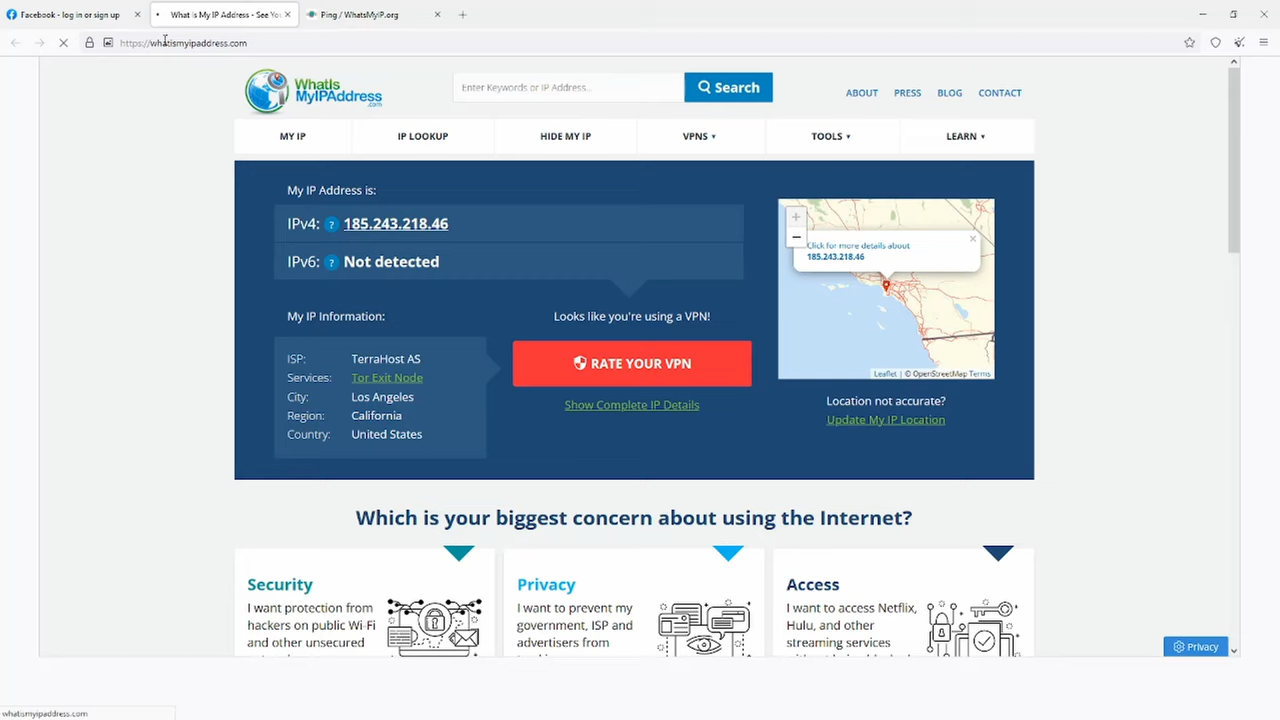 Facebook - log in or sign up
What Is My IP Address - See Yo
Ping / WhatsMyIP.org
https://whatismyipaddress.com
WhatIs
MyIPAddress
.com
Enter Keywords or IP Address...
Search
ABOUT
PRESS
BLOG
CONTACT
MY IP
IP LOOKUP
HIDE MY IP
VPNS
TOOLS
LEARN
My IP Address is:
IPv4: ? 185.243.218.46
IPv6: ? Not detected
Click for more details about
185.243.218.46
+
−
Leaflet | © OpenStreetMap Terms
My IP Information:
ISP: TerraHost AS
Services: Tor Exit Node
City: Los Angeles
Region: California
Country: United States
Looks like you're using a VPN!
RATE YOUR VPN
Show Complete IP Details
Location not accurate?
Update My IP Location
Which is your biggest concern about using the Internet?
Security
I want protection from
hackers on public Wi-Fi
and other unsecured
Privacy
I want to prevent my
government, ISP and
advertisers from
Access
I want to access Netflix,
Hulu, and other
streaming services
Privacy
whatismyipaddress.com